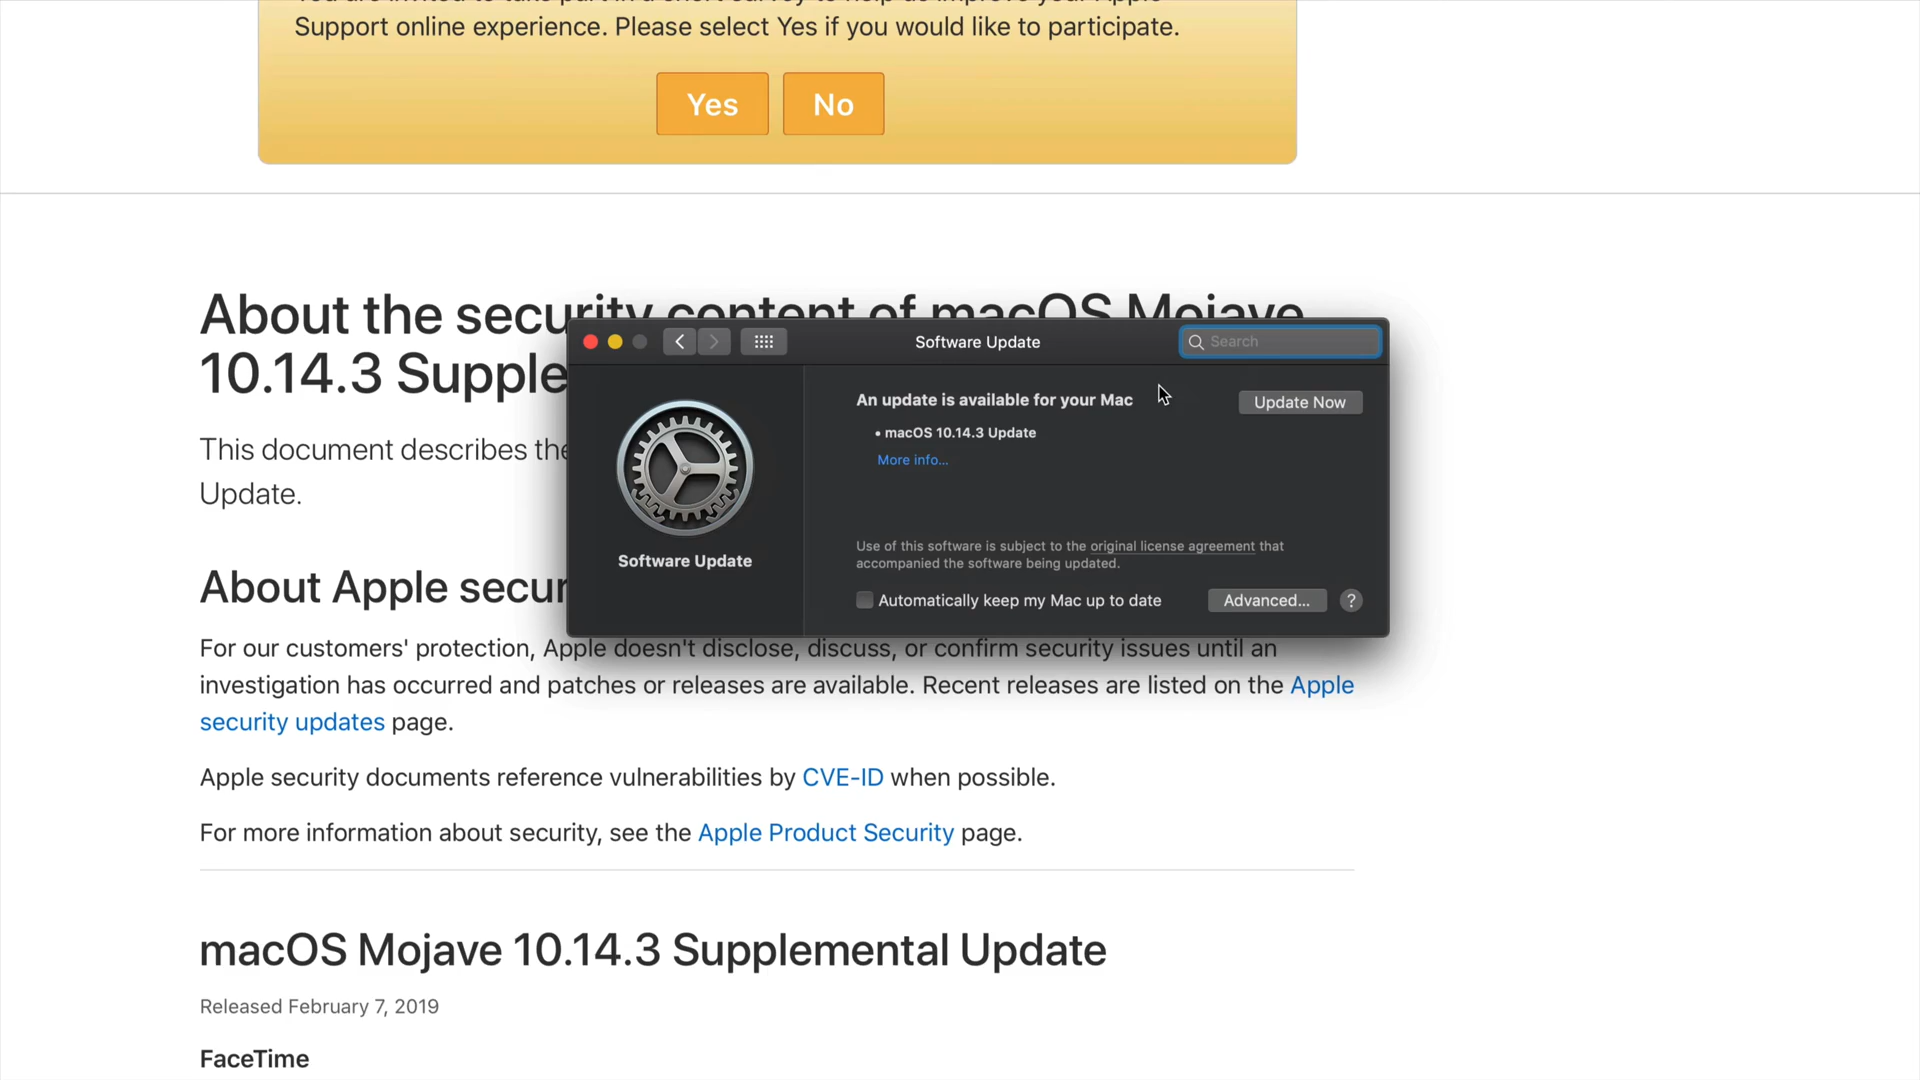 Support online experience. Please select Yes if you would like to participate.
Yes
No
About the security content of macOS Mojave
10.14.3 Supple
This document describes the
Update.
Software Update
Search
An update is available for your Mac
Update Now
• macOS 10.14.3 Update
More info...
Software Update
Use of this software is subject to the original license agreement that
accompanied the software being updated.
Automatically keep my Mac up to date
Advanced...
?
About Apple secur
For our customers' protection, Apple doesn't disclose, discuss, or confirm security issues until an
investigation has occurred and patches or releases are available. Recent releases are listed on the Apple
security updates page.
Apple security documents reference vulnerabilities by CVE-ID when possible.
For more information about security, see the Apple Product Security page.
macOS Mojave 10.14.3 Supplemental Update
Released February 7, 2019
FaceTime